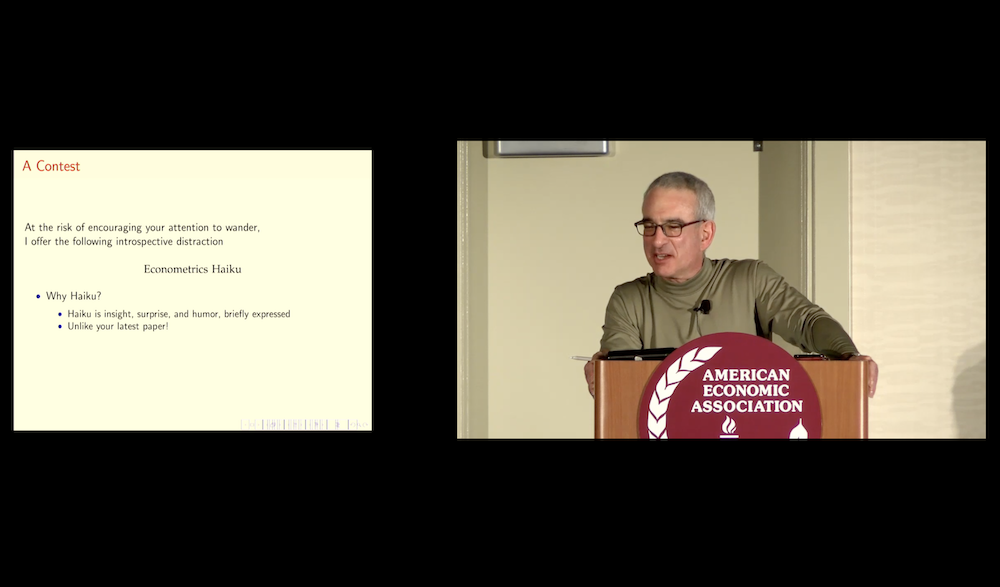 A Contest
At the risk of encouraging your attention to wander,
I offer the following introspective distraction
Econometrics Haiku
• Why Haiku?
• Haiku is insight, surprise, and humor, briefly expressed
• Unlike your latest paper!
AMERICAN
ECONOMIC
ASSOCIATION